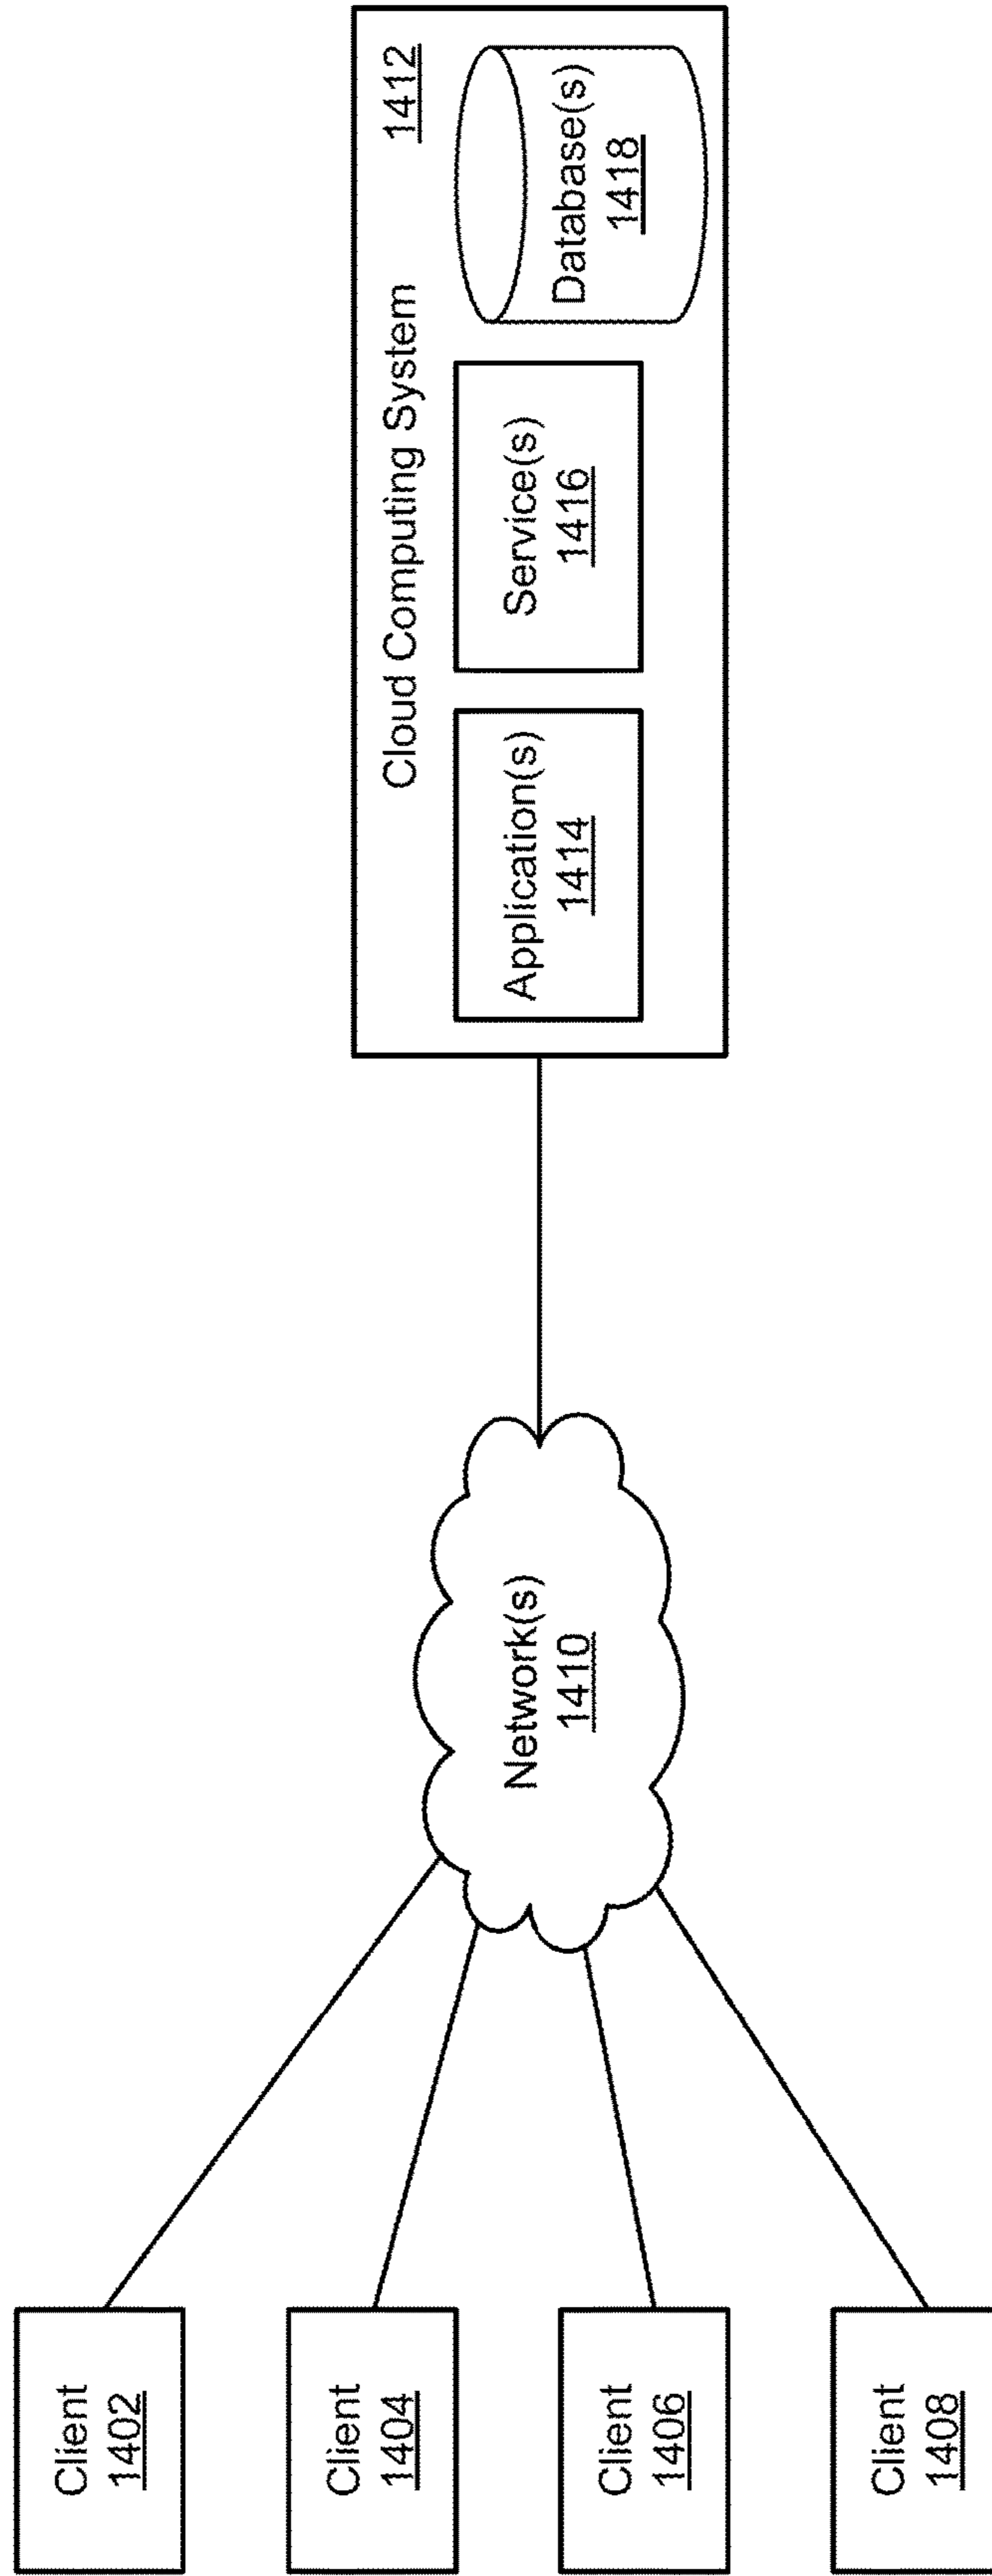 Client
1402
Client
1404
Client
1406
Client
1408
Network(s)
1410
Cloud Computing System
1412
Application(s)
1414
Service(s)
1416
Database(s)
1418